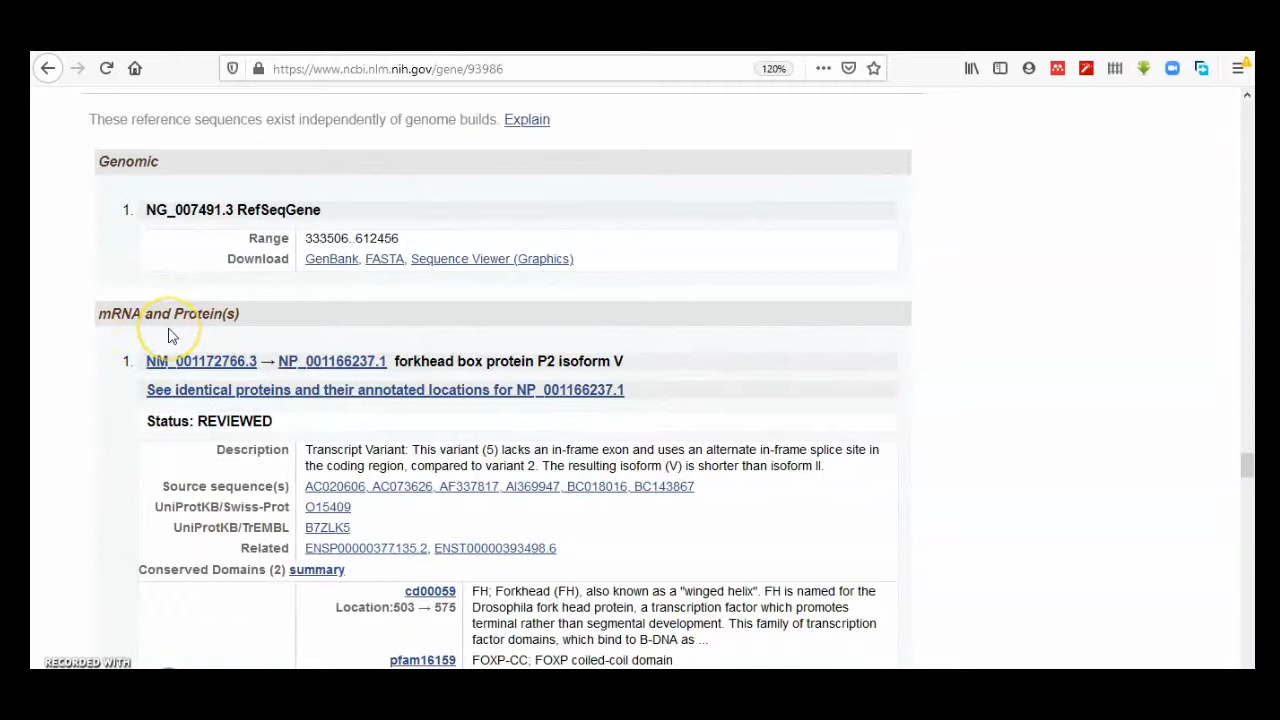 https://www.ncbi.nlm.nih.gov/gene/93986
120%
These reference sequences exist independently of genome builds. Explain
Genomic
1. NG_007491.3 RefSeqGene
Range 333506..612456
Download GenBank, FASTA, Sequence Viewer (Graphics)
mRNA and Protein(s)
1. NM_001172766.3 → NP_001166237.1 forkhead box protein P2 isoform V
See identical proteins and their annotated locations for NP_001166237.1
Status: REVIEWED
Description Transcript Variant: This variant (5) lacks an in-frame exon and uses an alternate in-frame splice site in
the coding region, compared to variant 2. The resulting isoform (V) is shorter than isoform II.
Source sequence(s) AC020606, AC073626, AF337817, AI369947, BC018016, BC143867
UniProtKB/Swiss-Prot O15409
UniProtKB/TrEMBL B7ZLK5
Related ENSP00000377135.2, ENST00000393498.6
Conserved Domains (2) summary
cd00059 FH; Forkhead (FH), also known as a "winged helix". FH is named for the
Location:503 → 575 Drosophila fork head protein, a transcription factor which promotes
terminal rather than segmental development. This family of transcription
factor domains, which bind to B-DNA as ...
pfam16159 FOXP-CC; FOXP coiled-coil domain
RECORDED WITH